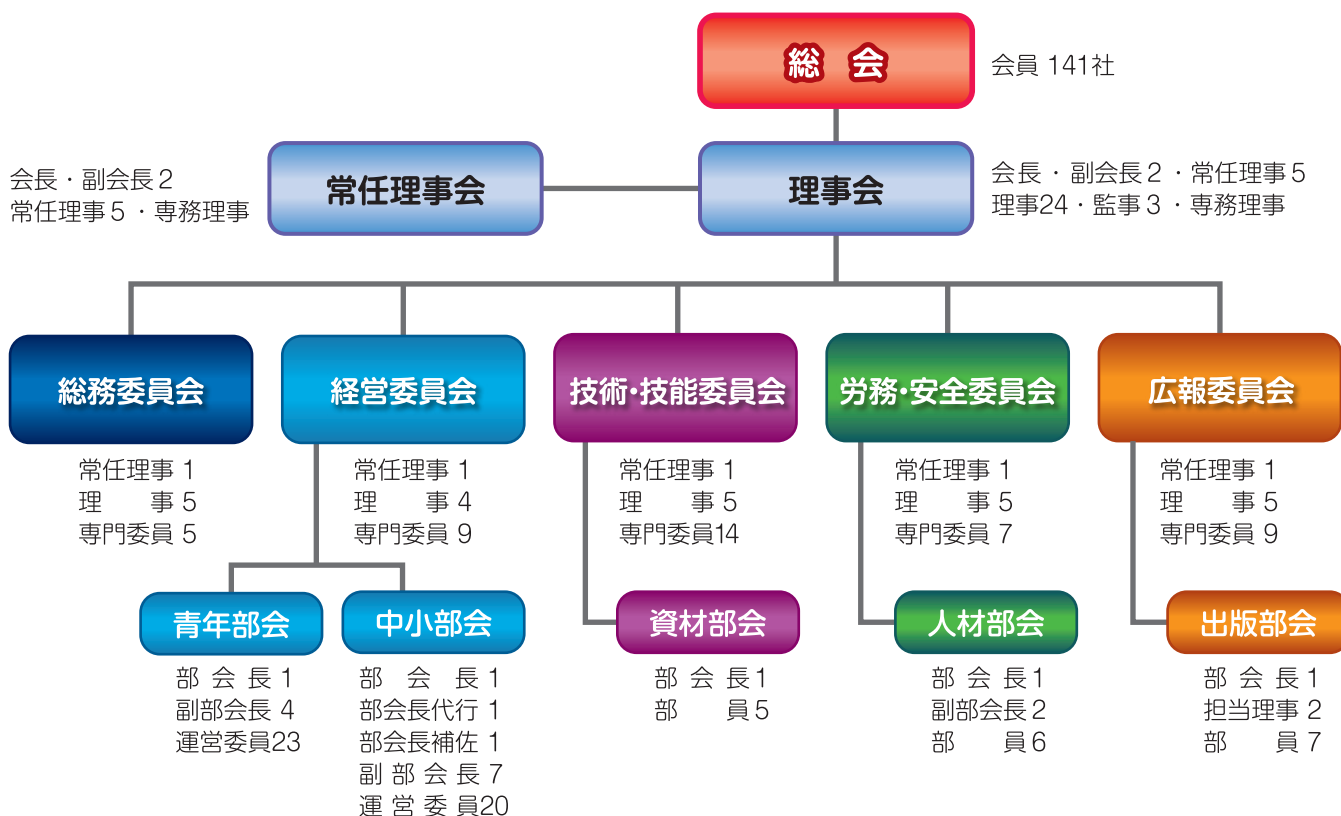 総 会
会員 141社
会長・副会長2
常任理事5・専務理事
常任理事会
理事会
会長・副会長2・常任理事5
理事24・監事3・専務理事
総務委員会
常任理事 1
理 事 5
専門委員 5
経営委員会
常任理事 1
理 事 4
専門委員 9
技術・技能委員会
常任理事 1
理 事 5
専門委員14
労務・安全委員会
常任理事 1
理 事 5
専門委員 7
広報委員会
常任理事 1
理 事 5
専門委員 9
青年部会
部 会 長 1
副部会長 4
運営委員23
中小部会
部 会 長 1
部会長代行 1
部会長補佐 1
副 部 会 長 7
運 営 委 員20
資材部会
部 会 長1
部 員5
人材部会
部 会 長1
副部会長2
部 員6
出版部会
部 会 長 1
担当理事 2
部 員 7